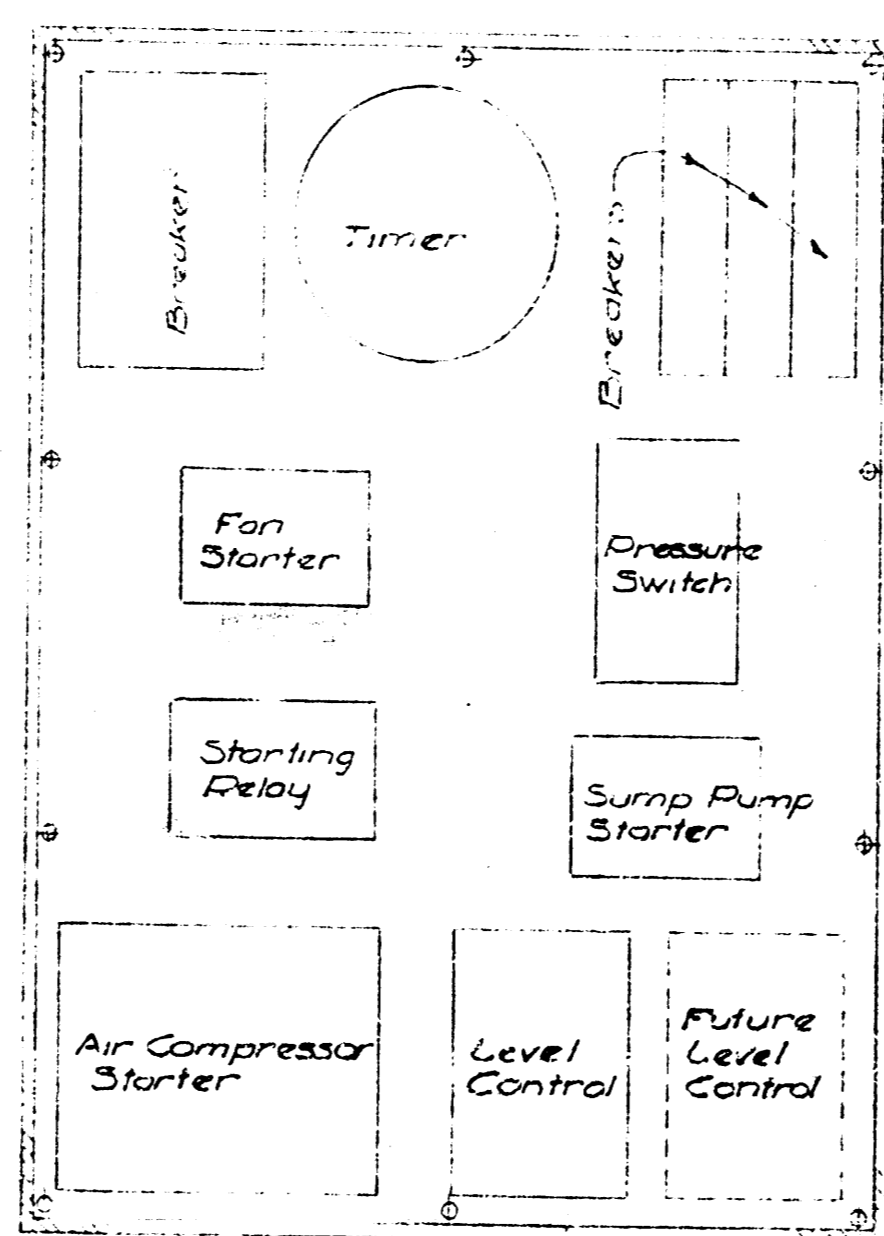 Breaker
Timer
Breakers
Fan
Starter
Pressure
Switch
Starting
Relay
Sump Pump
Starter
Air Compressor
Starter
Level
Control
Future
Level
Control